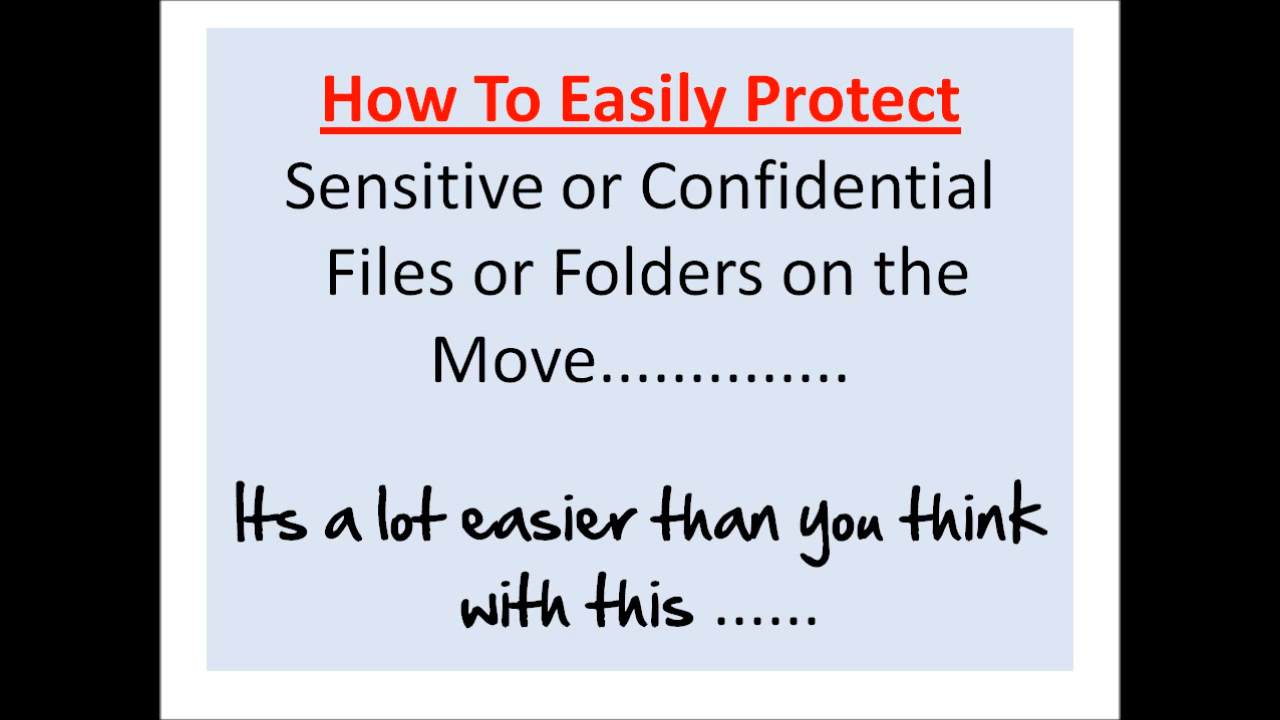 How To Easily Protect
Sensitive or Confidential
Files or Folders on the
Move..............
Its a lot easier than you think
with this ......